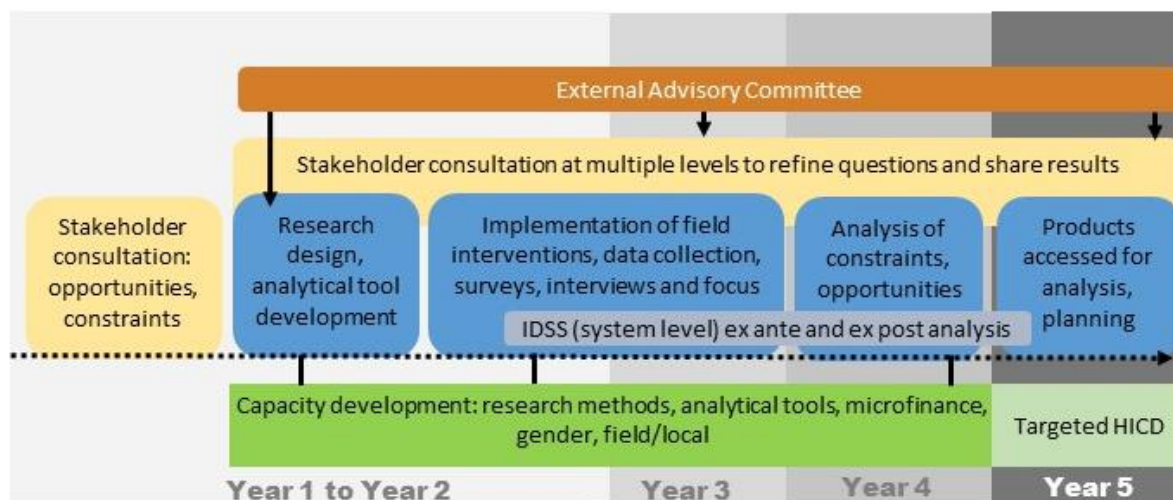 External Advisory Committee
Stakeholder consultation at multiple levels to refine questions and share results
Stakeholder
consultation:
opportunities,
constraints
Research
design,
analytical tool
development
Implementation of field
interventions, data collection,
surveys, interviews and focus
Analysis of
constraints,
opportunities
Products
accessed for
analysis,
planning
IDSS (system level) ex ante and ex post analysis
Capacity development: research methods, analytical tools, microfinance,
gender, field/local
Targeted HICD
Year 1 to Year 2
Year 3
Year 4
Year 5